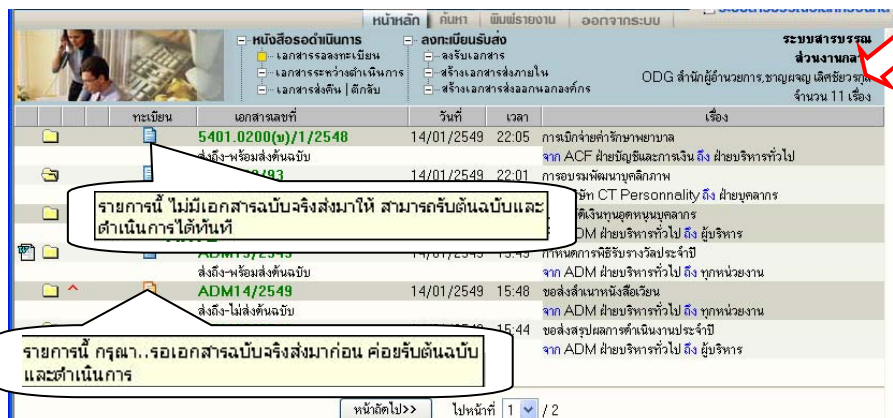 หน้าหลัก | ค้นหา | พิมพ์รายงาน | ออกจากระบบ
หนังสือรอดำเนินการ
เอกสารรอลงทะเบียน
เอกสารระหว่างดำเนินการ
เอกสารส่งคืน | ตีกลับ
ลงทะเบียนรับส่ง
ลงรับเอกสาร
สร้างเอกสารส่งภายใน
สร้างเอกสารส่งออกนอกองค์กร
ระบบสารบรรณ
ส่วนงานกลาง
ODG สำนักผู้อำนวยการ,ชาญผจญ เลิศชัยวรกุล
จำนวน 11 เรื่อง
ทะเบียน เอกสารเลขที่ วันที่ เวลา เรื่อง
5401.0200(บ)/1/2548 14/01/2549 22:05 การเบิกจ่ายค่ารักษาพยาบาล
ส่งถึง-พร้อมส่งต้นฉบับ จาก ACF ฝ่ายบัญชีและการเงิน ถึง ฝ่ายบริหารทั่วไป
/93 14/01/2549 22:01 การอบรมพัฒนาบุคลิกภาพ
CT Personnality ถึง ฝ่ายบุคลากร
รายการนี้ ไม่มีเอกสารฉบับจริงส่งมาให้ สามารถรับต้นฉบับและ
ดำเนินการได้ทันที
เงินทุนอุดหนุนบุคลากร
ฝ่ายบริหารทั่วไป ถึง ผู้บริหาร
14/01/2549 กำหนดการพิธีรับรางวัลประจำปี
ส่งถึง-พร้อมส่งต้นฉบับ จาก ADM ฝ่ายบริหารทั่วไป ถึง ทุกหน่วยงาน
ADM14/2549 14/01/2549 15:48 ขอส่งสำเนาหนังสือเวียน
ส่งถึง-ไม่ส่งต้นฉบับ จาก ADM ฝ่ายบริหารทั่วไป ถึง ทุกหน่วยงาน
15:44 ขอส่งสรุปผลการดำเนินงานประจำปี
จาก ADM ฝ่ายบริหารทั่วไป ถึง ผู้บริหาร
รายการนี้ กรุณา..รอเอกสารฉบับจริงส่งมาก่อน ค่อยรับต้นฉบับ
และดำเนินการ
หน้าถัดไป>> ไปหน้าที่ 1 / 2